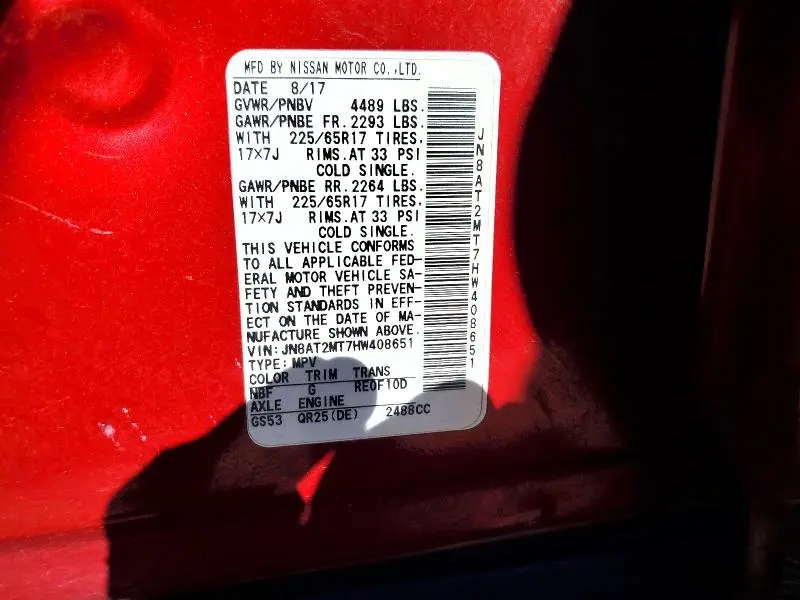 MFD BY NISSAN MOTOR CO.,LTD.
DATE 8/17
GVWR/PNBV 4489 LBS.
GAWR/PNBE FR. 2293 LBS.
WITH 225/65R17 TIRES,
17×7J RIMS.AT 33 PSI
COLD SINGLE.
GAWR/PNBE RR. 2264 LBS.
WITH 225/65R17 TIRES,
17×7J RIMS.AT 33 PSI
COLD SINGLE.
THIS VEHICLE CONFORMS
TO ALL APPLICABLE FED-
ERAL MOTOR VEHICLE SA-
FETY AND THEFT PREVEN-
TION STANDARDS IN EFF-
ECT ON THE DATE OF MA-
NUFACTURE SHOWN ABOVE.
VIN:JN8AT2MT7HW408651
TYPE:MPV
COLOR TRIM TRANS
NBF G RE0F10D
AXLE ENGINE
GS53 QR25(DE) 2488CC
JN8AT2MT7HW408651